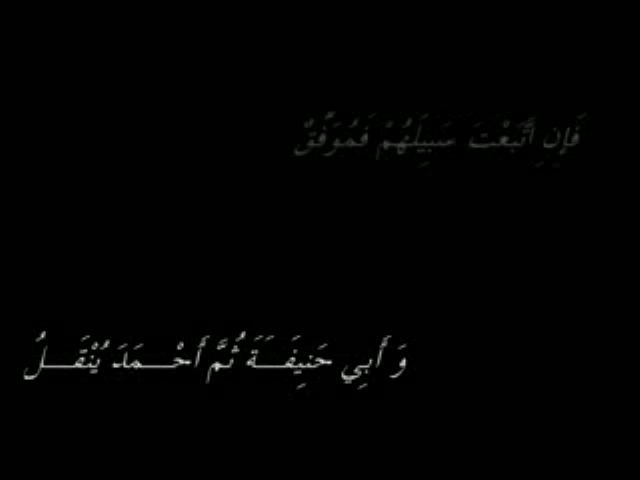 فَإِنِ اتَّبَعْتَ سَبِيلَهُمْ فَمُوَفَّقٌ
وَأَبِي حَنِيفَةَ ثُمَّ أَحْمَدَ يُنْقَلُ